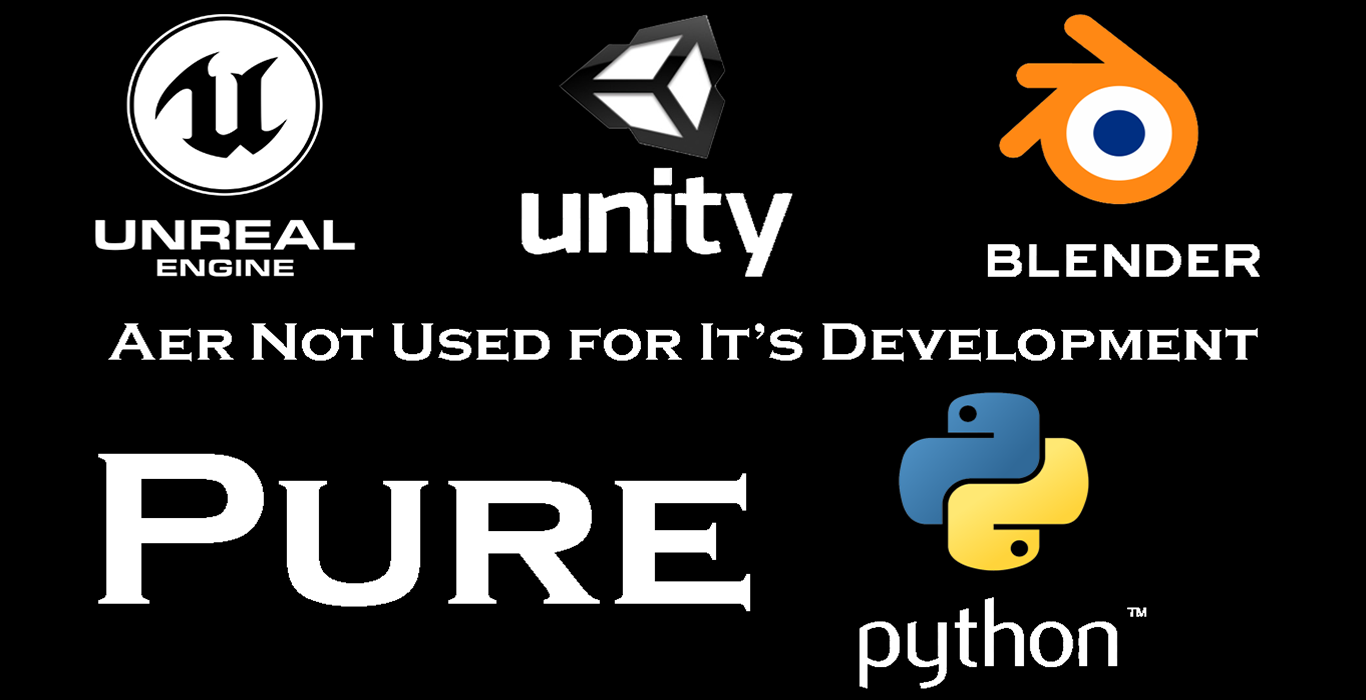 UNREAL
ENGINE
unity
BLENDER
AER NOT USED FOR IT’S DEVELOPMENT
PURE
python™